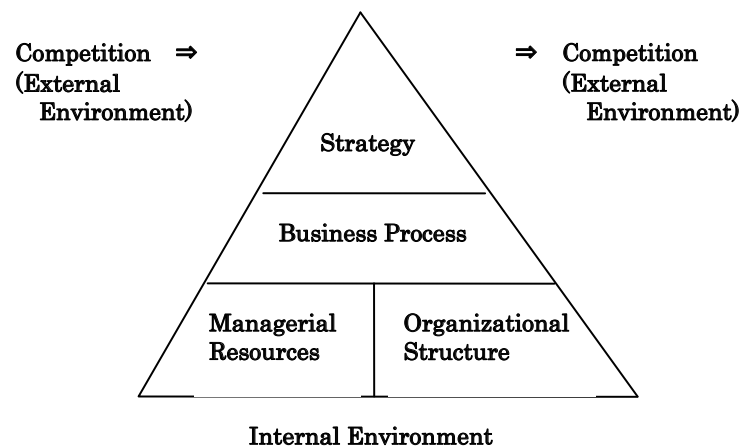 Competition ⇒
(External
Environment)
⇒ Competition
(External
Environment)
Strategy
Business Process
Managerial
Resources
Organizational
Structure
Internal Environment